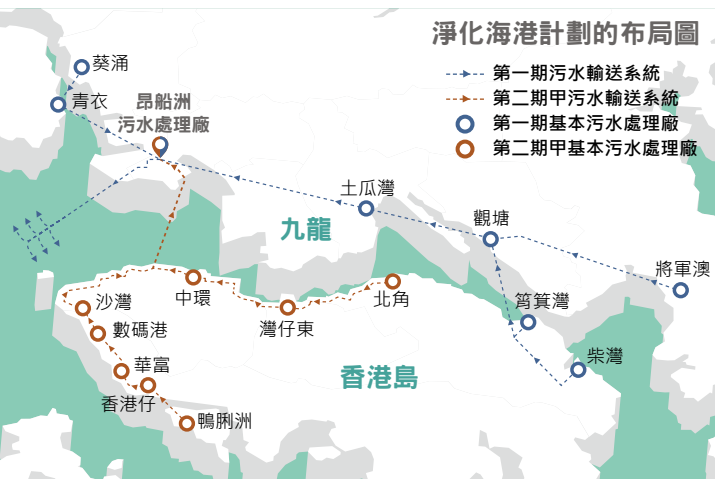 淨化海港計劃的布局圖
第一期污水輸送系統
第二期甲污水輸送系統
第一期基本污水處理廠
第二期甲基本污水處理廠
葵涌
青衣
昂船洲
污水處理廠
土瓜灣
九龍
觀塘
將軍澳
沙灣
中環
北角
筲箕灣
數碼港
灣仔東
柴灣
華富
香港島
香港仔
鴨脷洲